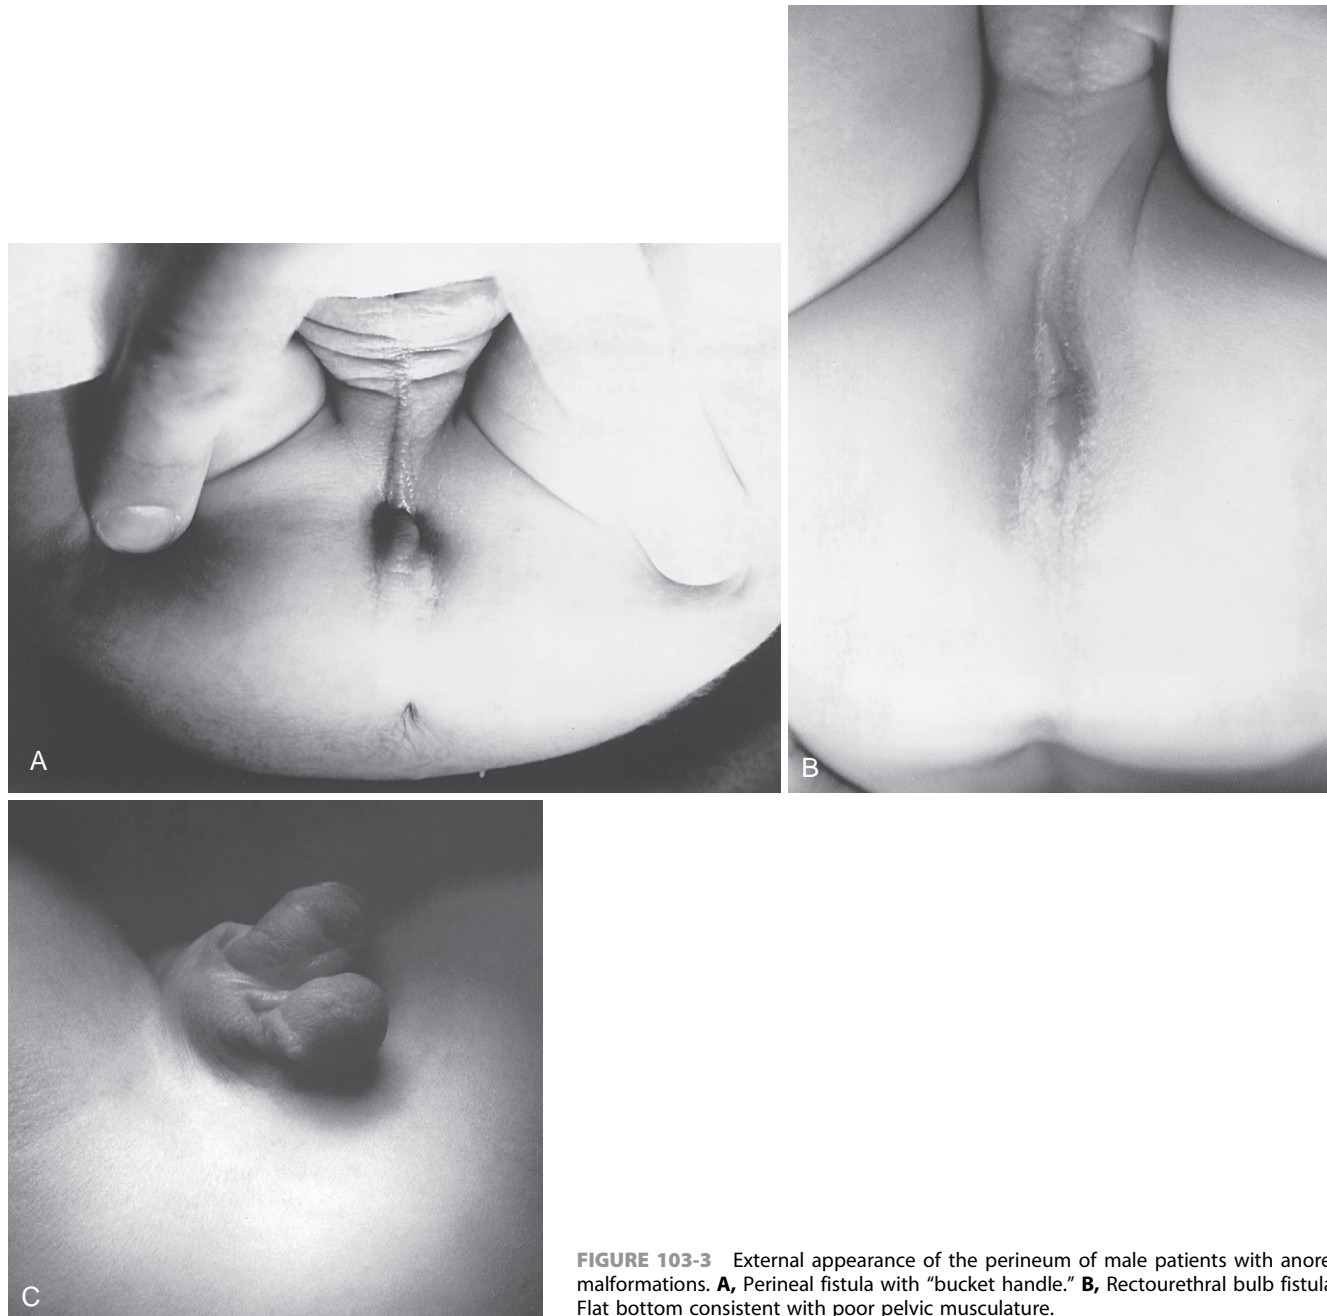 A
B
C
FIGURE 103-3 External appearance of the perineum of male patients with anore
malformations. A, Perineal fistula with “bucket handle.” B, Rectourethral bulb fistula
Flat bottom consistent with poor pelvic musculature.